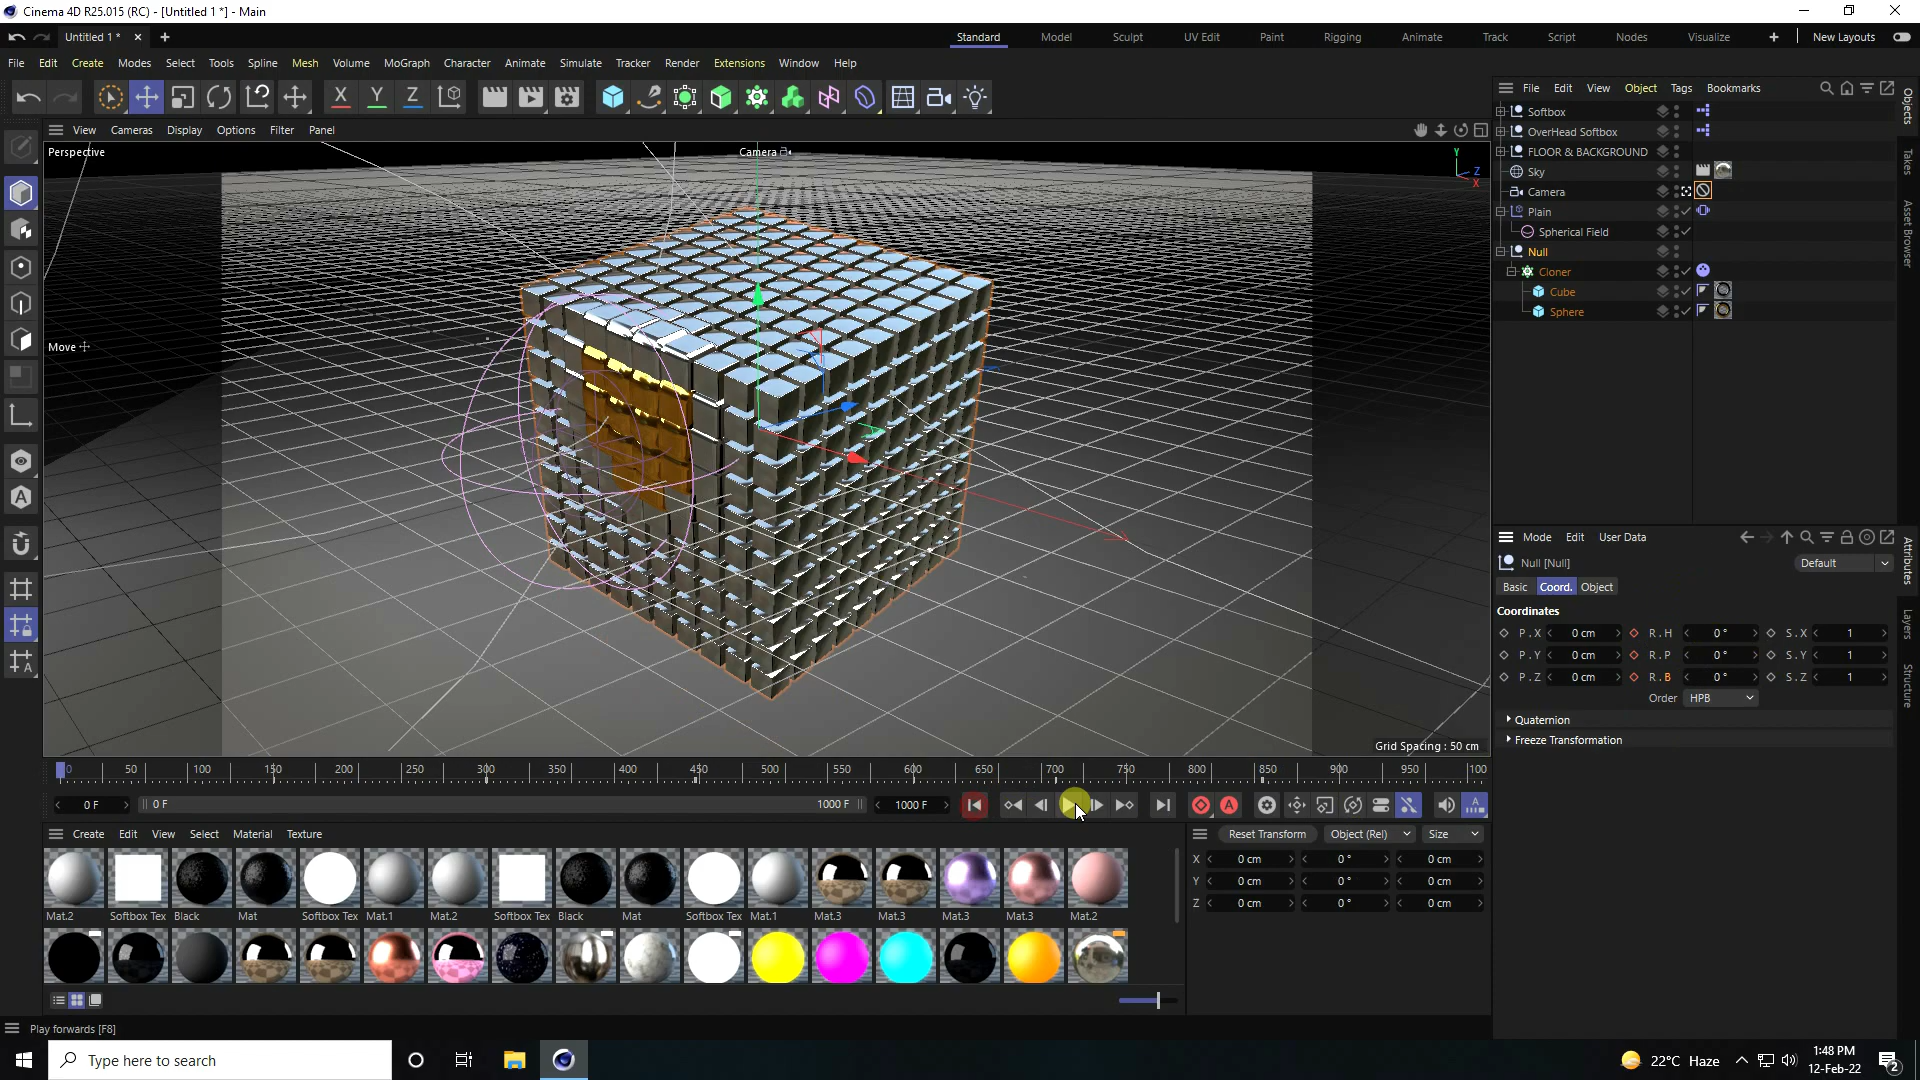 Cinema 4D R25.015 (RC) - [Untitled 1 *] - Main
Untitled 1 *
Standard Model Sculpt UV Edit Paint Rigging Animate Track Script Nodes Visualize New Layouts
File Edit Create Modes Select Tools Spline Mesh Volume MoGraph Character Animate Simulate Tracker Render Extensions Window Help
X Y Z
File Edit View Object Tags Bookmarks
View Cameras Display Options Filter Panel
Perspective
Camera
Y
Z
X
Move
Grid Spacing : 50 cm
Softbox
OverHead Softbox
FLOOR & BACKGROUND
Sky
Camera
Plain
Spherical Field
Null
Cloner
Cube
Sphere
Objects
Takes
Asset Browser
Attributes
Layers
Structure
Mode Edit User Data
Null [Null]
Default
Basic Coord. Object
Coordinates
P . X 0 cm R . H 0 ° S . X 1
P . Y 0 cm R . P 0 ° S . Y 1
P . Z 0 cm R . B 0 ° S . Z 1
Order HPB
Quaternion
Freeze Transformation
0 50 100 150 200 250 300 350 400 450 500 550 600 650 700 750 800 850 900 950 100
0 F 0 F 1000 F 1000 F
Create Edit View Select Material Texture
Mat.2 Softbox Tex Black Mat Softbox Tex Mat.1 Mat.2 Softbox Tex Black Mat Softbox Tex Mat.1 Mat.3 Mat.3 Mat.3 Mat.3 Mat.2
Reset Transform Object (Rel) Size
X 0 cm 0 ° 0 cm
Y 0 cm 0 ° 0 cm
Z 0 cm 0 ° 0 cm
Play forwards [F8]
Type here to search
22°C Haze
1:48 PM
12-Feb-22
2